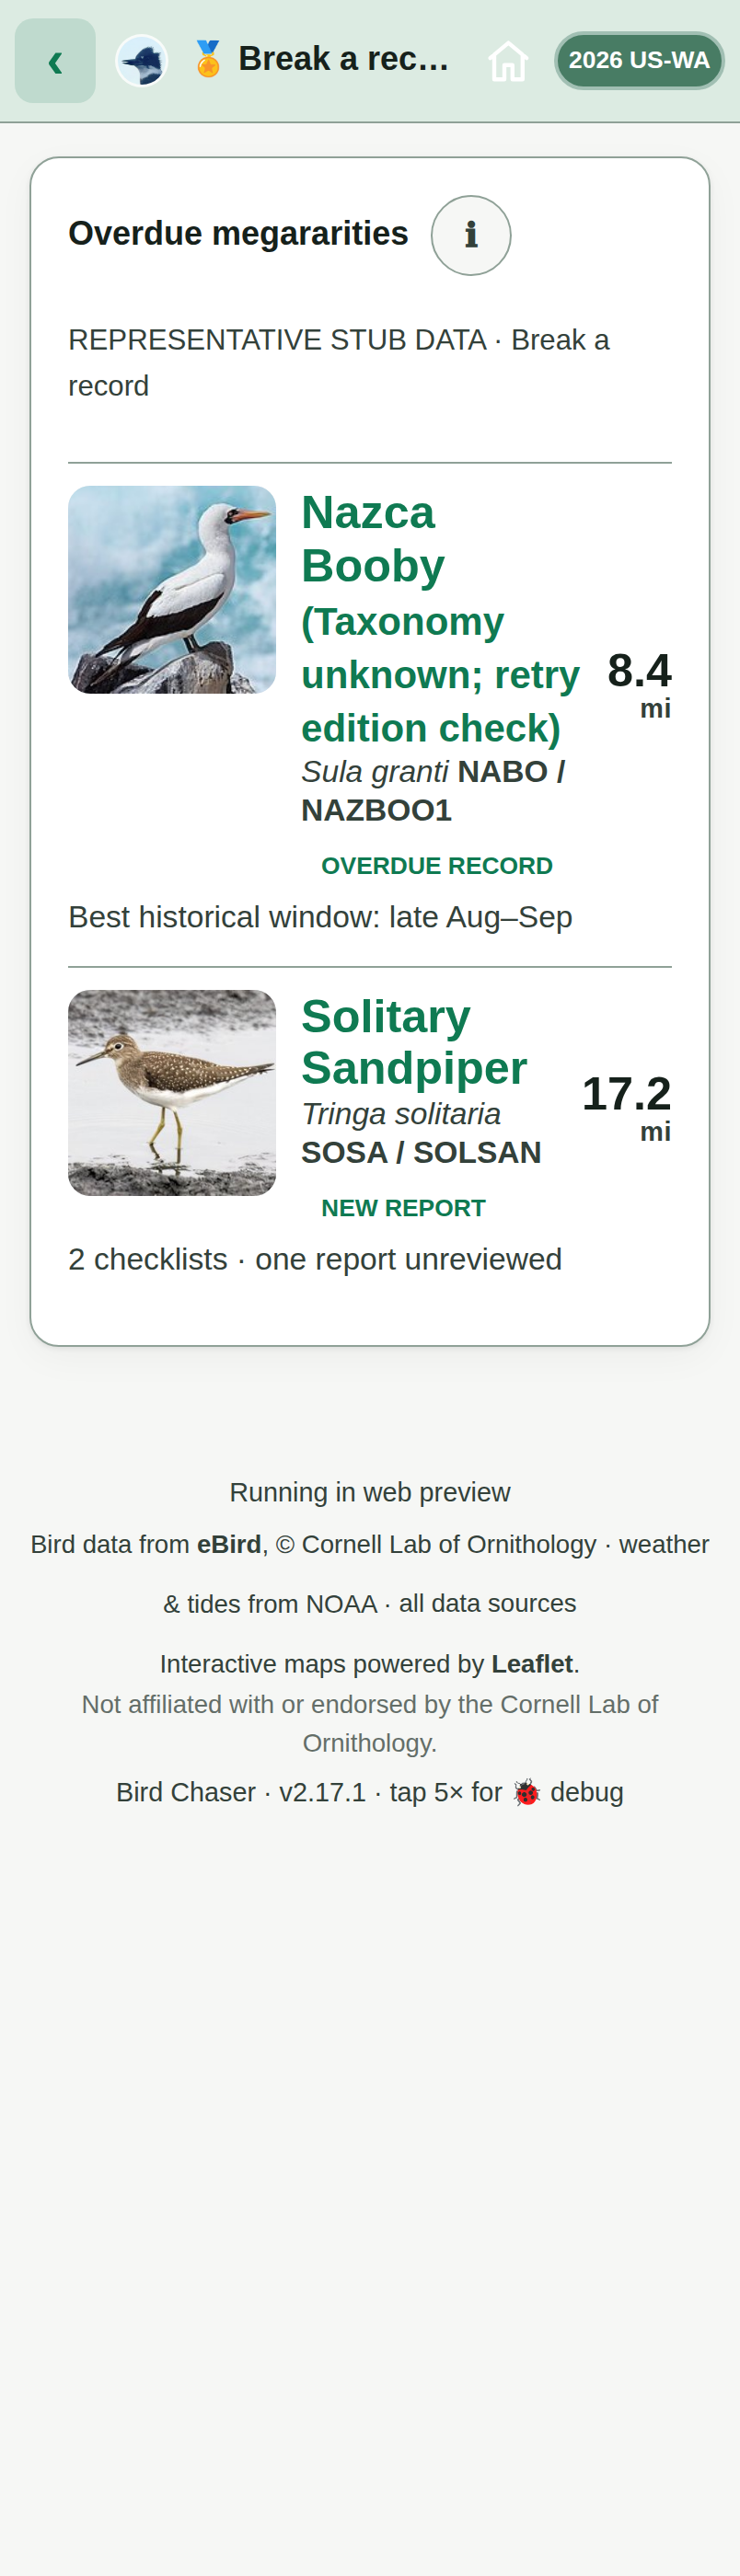 ‹ 🏅 Break a rec… 2026 US-WA
Overdue megararities ℹ
REPRESENTATIVE STUB DATA · Break a
record
Nazca
Booby
(Taxonomy
unknown; retry
edition check)
8.4
mi
Sula granti NABO /
NAZBOO1
OVERDUE RECORD
Best historical window: late Aug–Sep
Solitary
Sandpiper
17.2
mi
Tringa solitaria
SOSA / SOLSAN
NEW REPORT
2 checklists · one report unreviewed
Running in web preview
Bird data from eBird, © Cornell Lab of Ornithology · weather
& tides from NOAA · all data sources
Interactive maps powered by Leaflet.
Not affiliated with or endorsed by the Cornell Lab of
Ornithology.
Bird Chaser · v2.17.1 · tap 5× for 🐞 debug